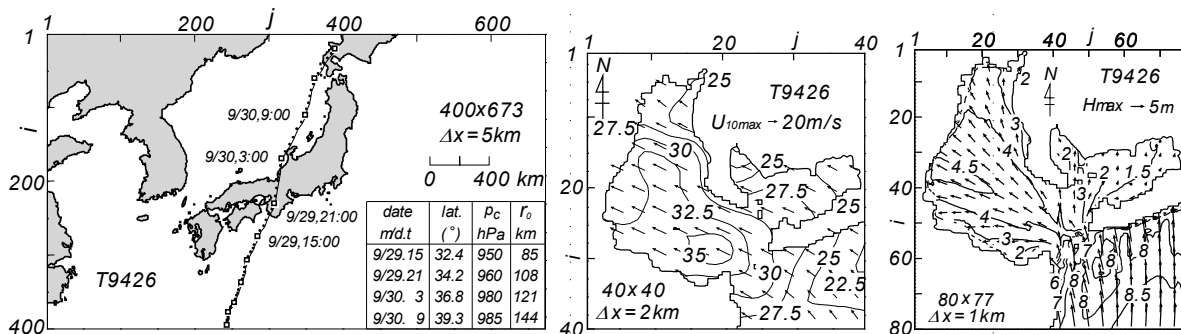 1 200 j 400 600
1
i
200
400
9/30,9:00
9/30,3:00
9/29,21:00
9/29,15:00
T9426
400x673
Δx=5km
0 400 km
date lat. pc r₀
m/d.t (°) hPa km
9/29.15 32.4 950 85
9/29.21 34.2 960 108
9/30. 3 36.8 980 121
9/30. 9 39.3 985 144
1 20 j 40
1
20
i
40
N
T9426
U10max → 20m/s
25
27.5
30
25
27.5
25
32.5
35
30
25
22.5
27.5
40x40
Δx=2km
1 20 40 j 60
1
20
40
60
i
80
N
T9426
Hmax → 5m
2
3
4
4.5
2
2
3
1.5
4
3
2
7
8
8
6
8
7
8
8.5
80x77
Δx=1km